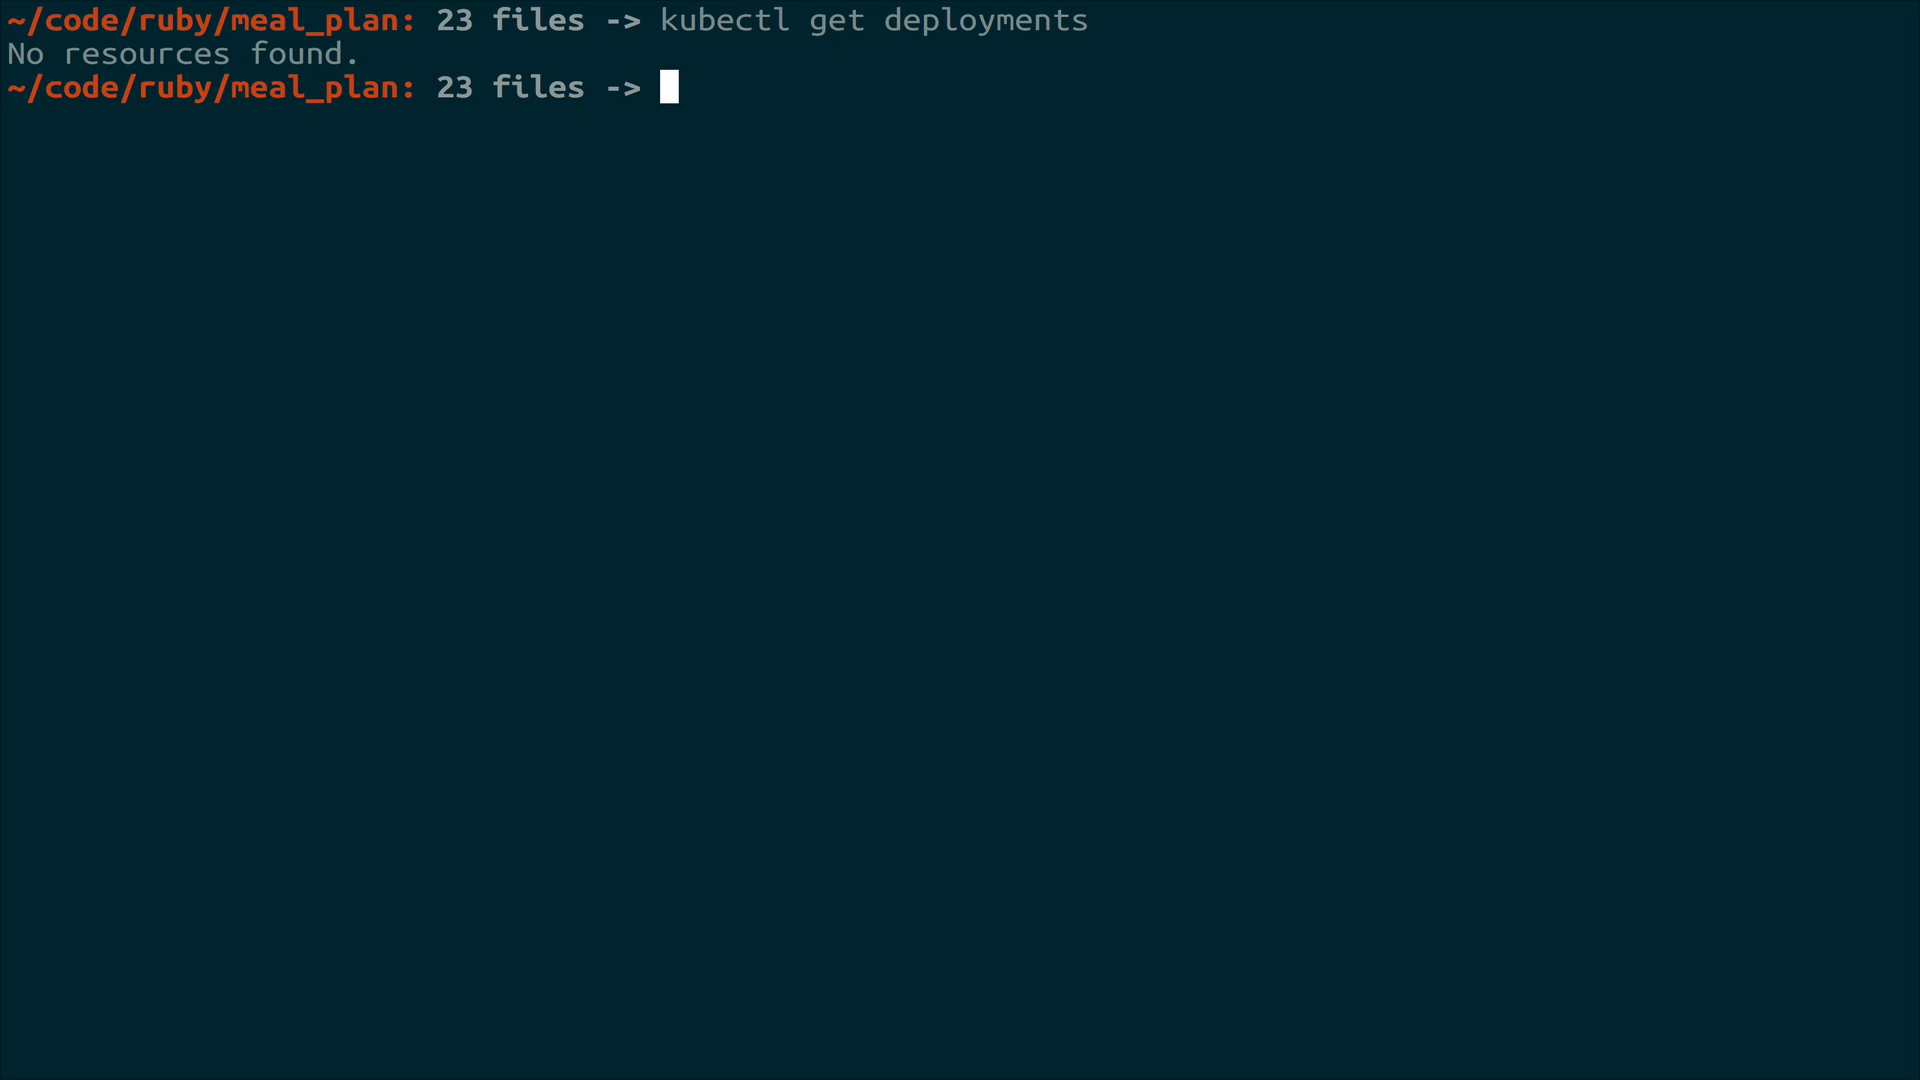 ~/code/ruby/meal_plan: 23 files -> kubectl get deployments
No resources found.
~/code/ruby/meal_plan: 23 files ->